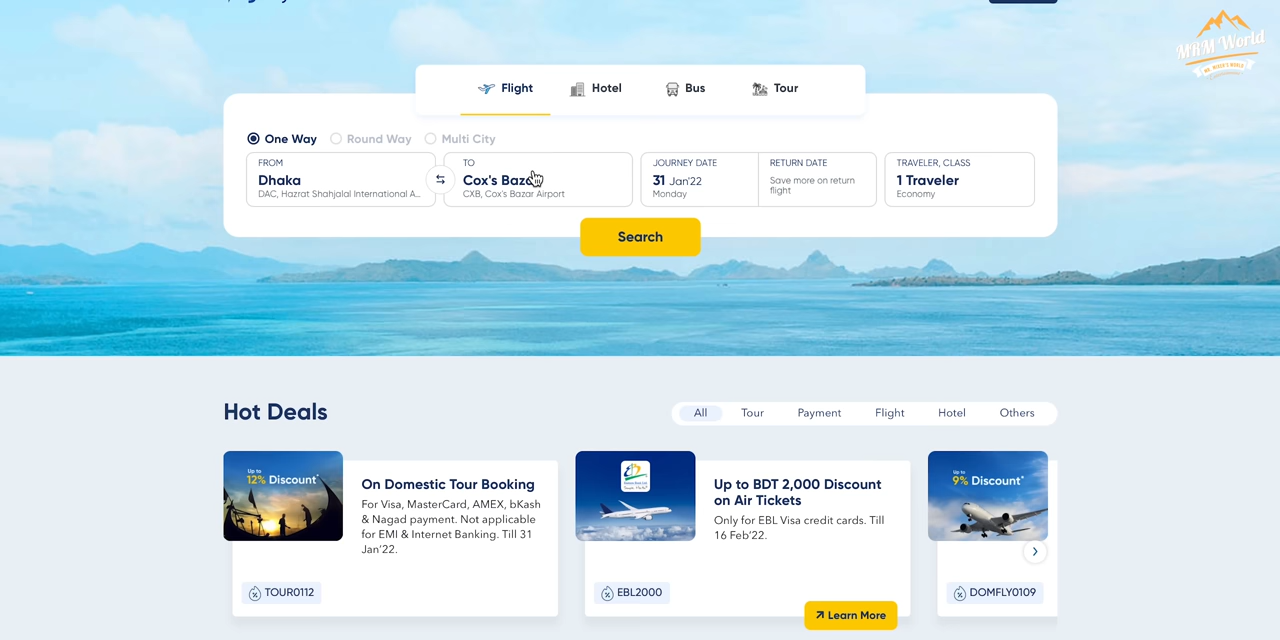 MKM World
Flight
Hotel
Bus
Tour
One Way
Round Way
Multi City
FROM
Dhaka
DAC, Hazrat Shahjalal International A...
TO
Cox's Baza
CXB, Cox's Bazar Airport
JOURNEY DATE
31 Jan'22
Monday
RETURN DATE
Save more on return
flight
TRAVELER, CLASS
1 Traveler
Economy
Search
Hot Deals
All
Tour
Payment
Flight
Hotel
Others
Up to
12% Discount*
On Domestic Tour Booking
For Visa, MasterCard, AMEX, bKash
& Nagad payment. Not applicable
for EMI & Internet Banking. Till 31
Jan'22.
TOUR0112
Up to BDT 2,000 Discount
on Air Tickets
Only for EBL Visa credit cards. Till
16 Feb'22.
EBL2000
Learn More
Up to
9% Discount*
DOMFLY0109